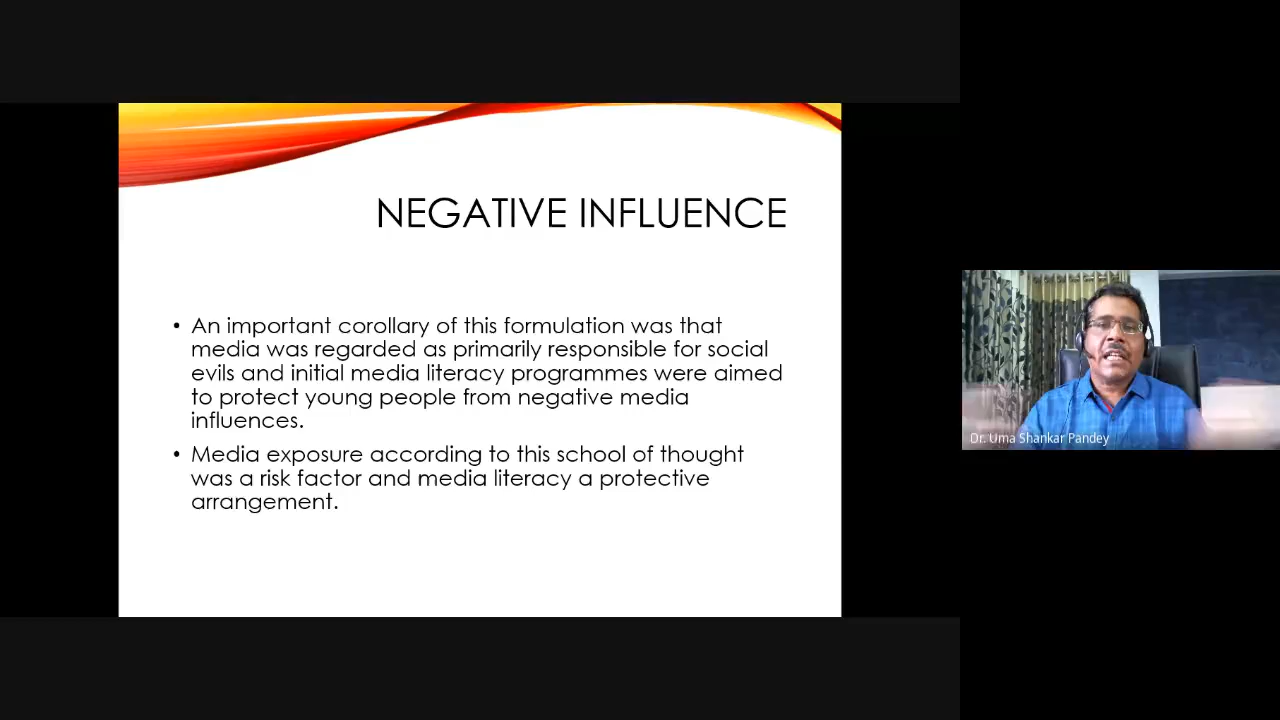 NEGATIVE INFLUENCE
• An important corollary of this formulation was that
media was regarded as primarily responsible for social
evils and initial media literacy programmes were aimed
to protect young people from negative media
influences.
• Media exposure according to this school of thought
was a risk factor and media literacy a protective
arrangement.
Dr. Uma Shankar Pandey